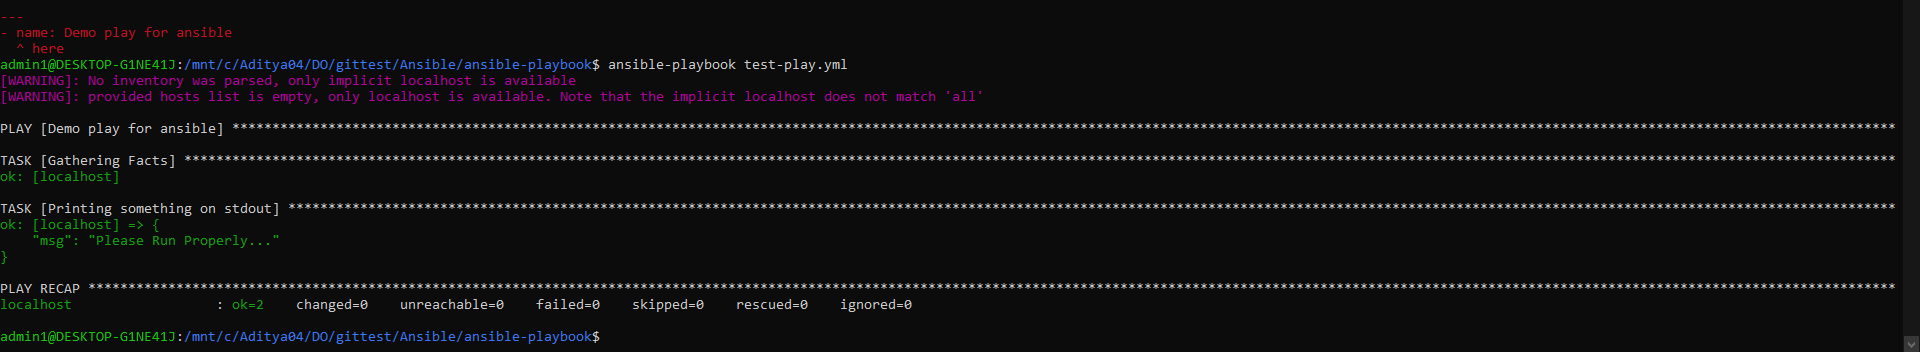 ---
- name: Demo play for ansible
  ^ here
admin1@DESKTOP-G1NE41J:/mnt/c/Aditya04/DO/gittest/Ansible/ansible-playbook$ ansible-playbook test-play.yml
[WARNING]: No inventory was parsed, only implicit localhost is available
[WARNING]: provided hosts list is empty, only localhost is available. Note that the implicit localhost does not match 'all'

PLAY [Demo play for ansible] ****************************************************************************************************************************************************************************************************************

TASK [Gathering Facts] **********************************************************************************************************************************************************************************************************************
ok: [localhost]

TASK [Printing something on stdout] *********************************************************************************************************************************************************************************************************
ok: [localhost] => {
    "msg": "Please Run Properly..."
}

PLAY RECAP **********************************************************************************************************************************************************************************************************************************
localhost                  : ok=2    changed=0    unreachable=0    failed=0    skipped=0    rescued=0    ignored=0

admin1@DESKTOP-G1NE41J:/mnt/c/Aditya04/DO/gittest/Ansible/ansible-playbook$